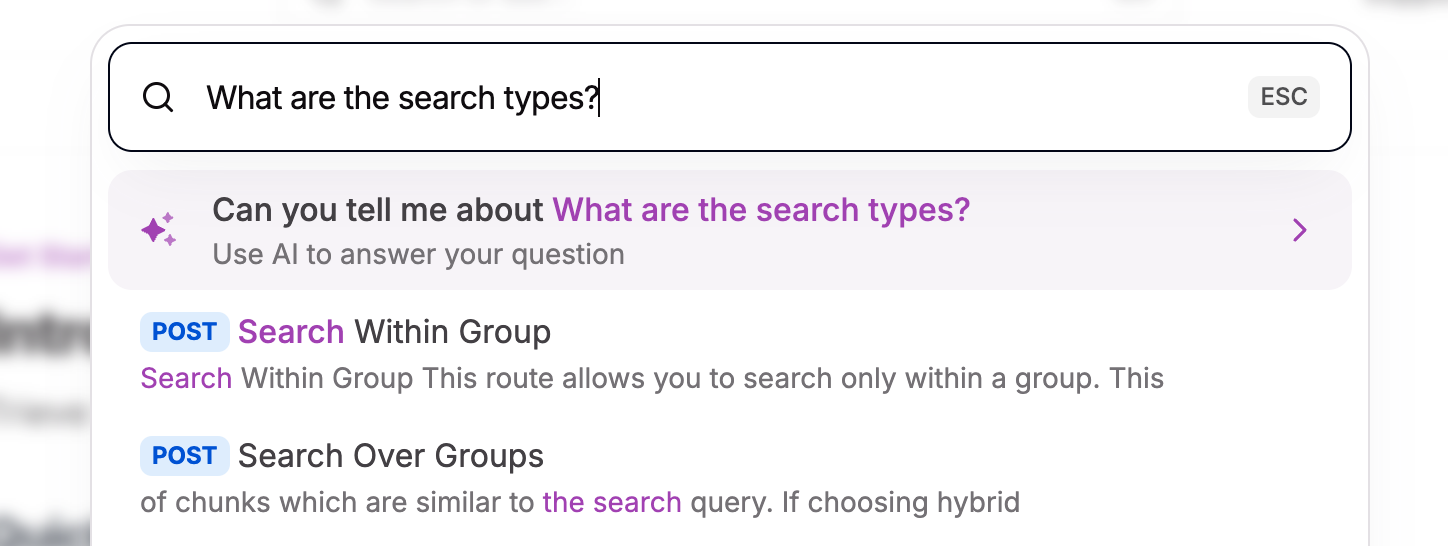 What are the search types?
ESC
Can you tell me about What are the search types?
Use AI to answer your question
POST Search Within Group
Search Within Group This route allows you to search only within a group. This
POST Search Over Groups
of chunks which are similar to the search query. If choosing hybrid